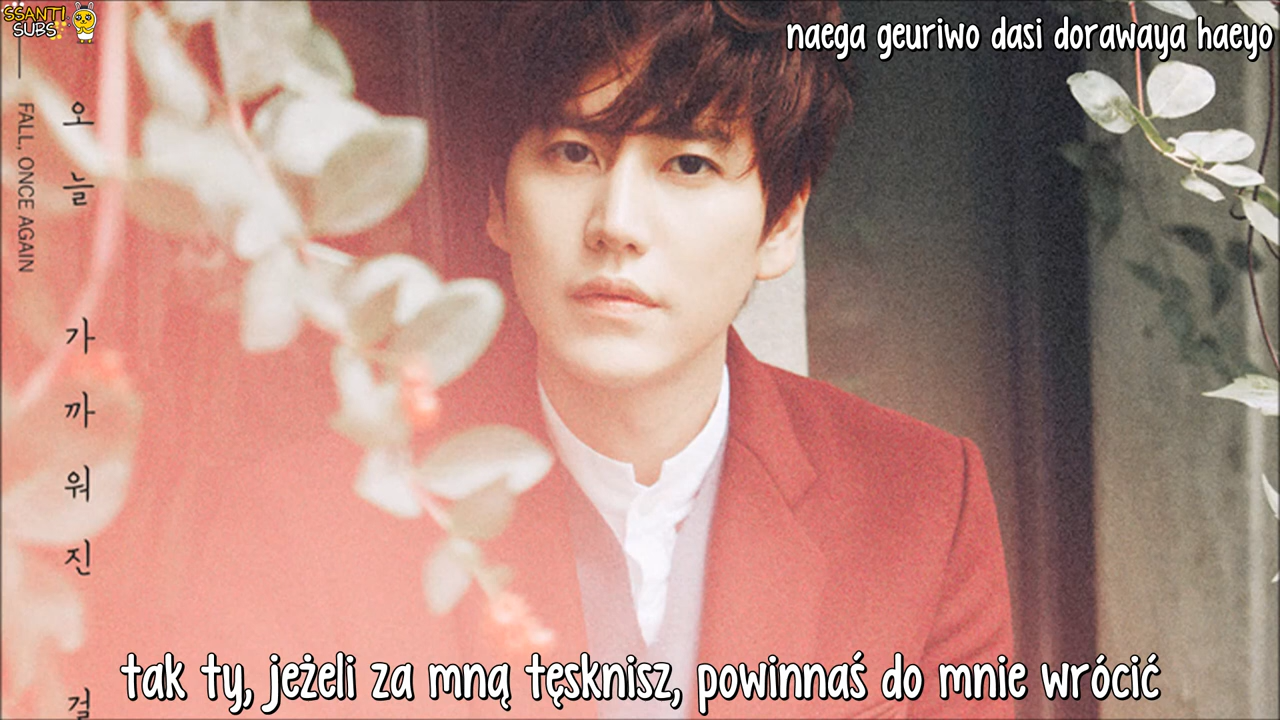 SSANTI
SUBS
naega geuriwo dasi dorawaya haeyo
FALL, ONCE AGAIN
오늘 가까워진 걸
tak ty, jeżeli za mną tęsknisz, powinnaś do mnie wrócić